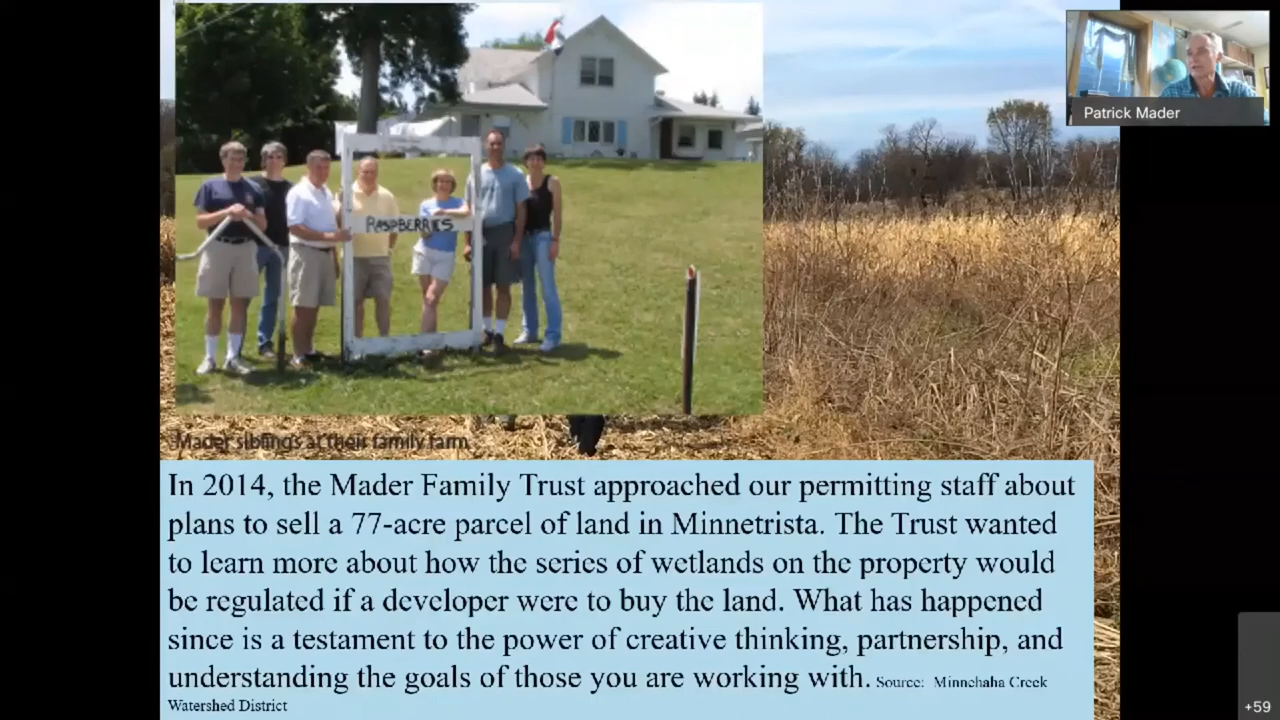 Patrick Mader
RASPBERRIES
Mader siblings at their family farm
In 2014, the Mader Family Trust approached our permitting staff about
plans to sell a 77-acre parcel of land in Minnetrista. The Trust wanted
to learn more about how the series of wetlands on the property would
be regulated if a developer were to buy the land. What has happened
since is a testament to the power of creative thinking, partnership, and
understanding the goals of those you are working with. Source: Minnehaha Creek
Watershed District
+59